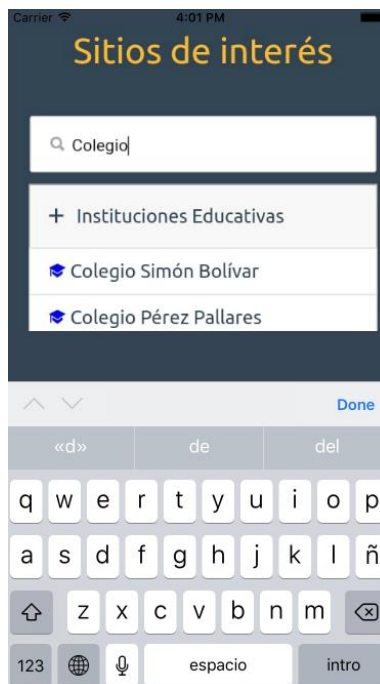 Carrier 4:01 PM
Sitios de interés
Colegio
+ Instituciones Educativas
Colegio Simón Bolívar
Colegio Pérez Pallares
Done
«d» de del
q w e r t y u i o p
a s d f g h j k l ñ
z x c v b n m
123 espacio intro